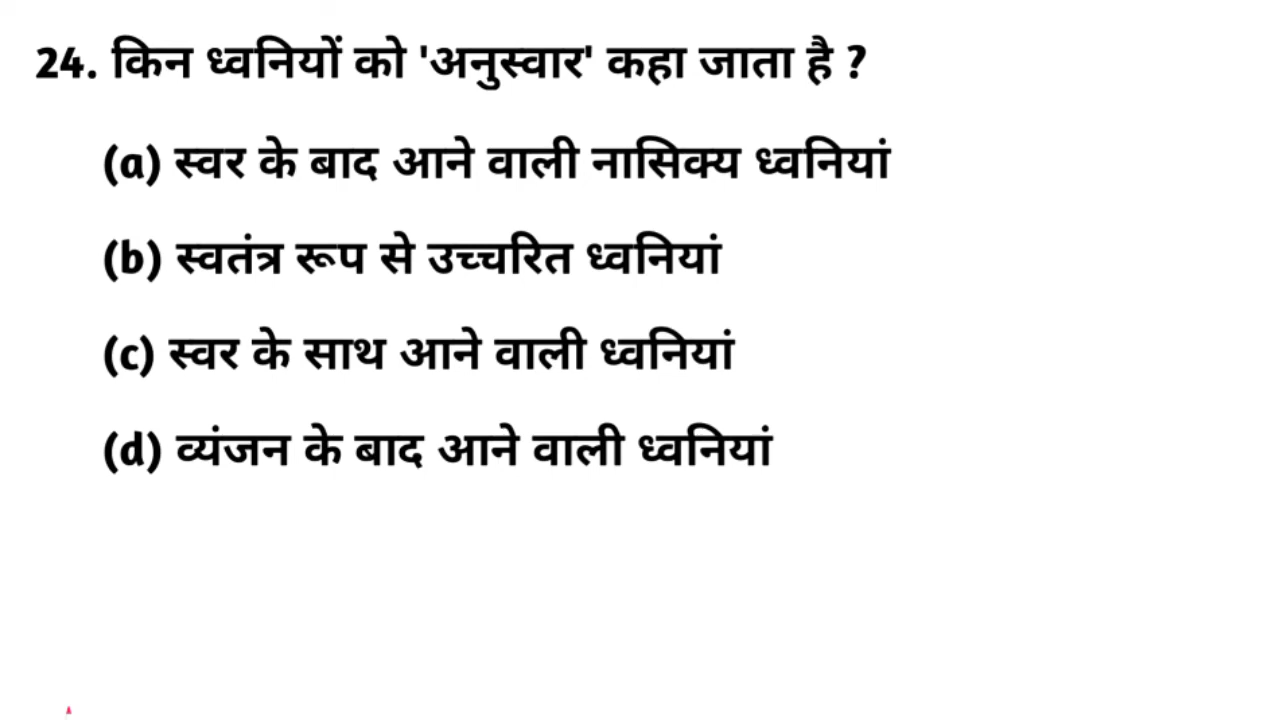 24. किन ध्वनियों को 'अनुस्वार' कहा जाता है ?
(a) स्वर के बाद आने वाली नासिक्य ध्वनियां
(b) स्वतंत्र रूप से उच्चरित ध्वनियां
(c) स्वर के साथ आने वाली ध्वनियां
(d) व्यंजन के बाद आने वाली ध्वनियां